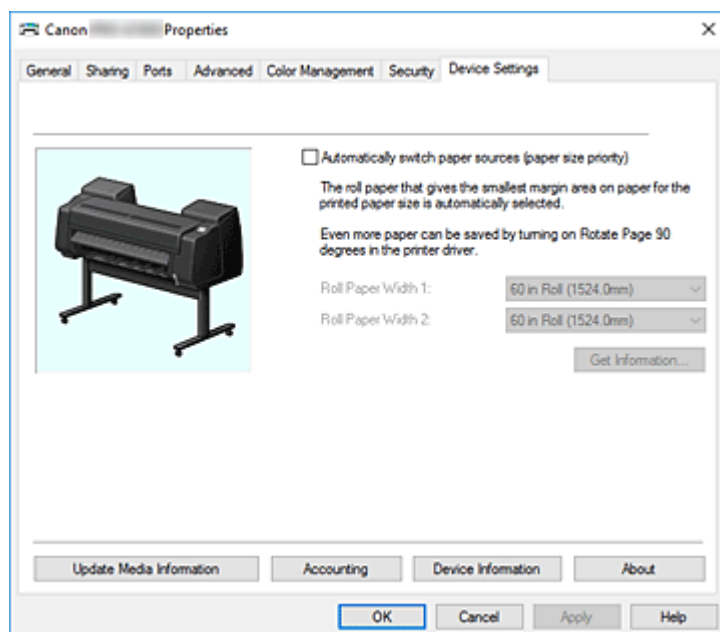 Canon Properties
General Sharing Ports Advanced Color Management Security Device Settings
Automatically switch paper sources (paper size priority)
The roll paper that gives the smallest margin area on paper for the
printed paper size is automatically selected.
Even more paper can be saved by turning on Rotate Page 90
degrees in the printer driver.
Roll Paper Width 1: 60 in Roll (1524.0mm)
Roll Paper Width 2: 60 in Roll (1524.0mm)
Get Information...
Update Media Information Accounting Device Information About
OK Cancel Apply Help